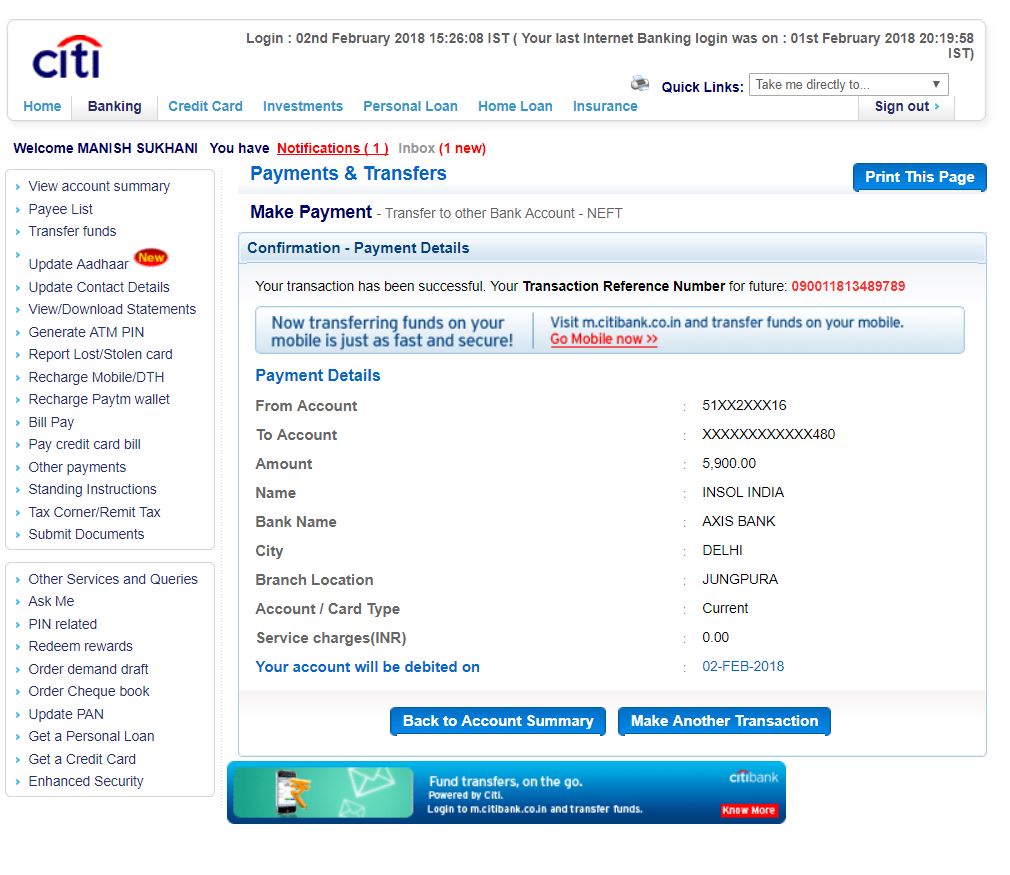 citi
Login : 02nd February 2018 15:26:08 IST ( Your last Internet Banking login was on : 01st February 2018 20:19:58
IST)
Quick Links: Take me directly to...
Home Banking Credit Card Investments Personal Loan Home Loan Insurance Sign out
Welcome MANISH SUKHANI You have Notifications ( 1 ) Inbox (1 new)
View account summary
Payee List
Transfer funds
Update Aadhaar New
Update Contact Details
View/Download Statements
Generate ATM PIN
Report Lost/Stolen card
Recharge Mobile/DTH
Recharge Paytm wallet
Bill Pay
Pay credit card bill
Other payments
Standing Instructions
Tax Corner/Remit Tax
Submit Documents
Other Services and Queries
Ask Me
PIN related
Redeem rewards
Order demand draft
Order Cheque book
Update PAN
Get a Personal Loan
Get a Credit Card
Enhanced Security
Payments & Transfers
Print This Page
Make Payment - Transfer to other Bank Account - NEFT
Confirmation - Payment Details
Your transaction has been successful. Your Transaction Reference Number for future: 090011813489789
Now transferring funds on your
mobile is just as fast and secure!
Visit m.citibank.co.in and transfer funds on your mobile.
Go Mobile now >>
Payment Details
From Account : 51XX2XXX16
To Account : XXXXXXXXXXXX480
Amount : 5,900.00
Name : INSOL INDIA
Bank Name : AXIS BANK
City : DELHI
Branch Location : JUNGPURA
Account / Card Type : Current
Service charges(INR) : 0.00
Your account will be debited on : 02-FEB-2018
Back to Account Summary Make Another Transaction
Fund transfers, on the go.
Powered by Citi.
Login to m.citibank.co.in and transfer funds.
citibank
Know More